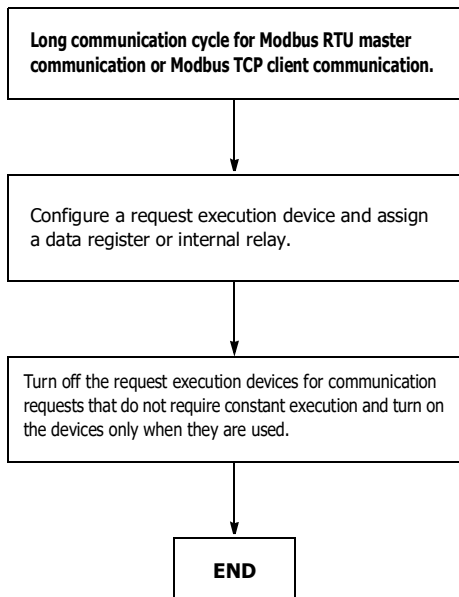 Long communication cycle for Modbus RTU master
communication or Modbus TCP client communication.
Configure a request execution device and assign
a data register or internal relay.
Turn off the request execution devices for communication
requests that do not require constant execution and turn on
the devices only when they are used.
END